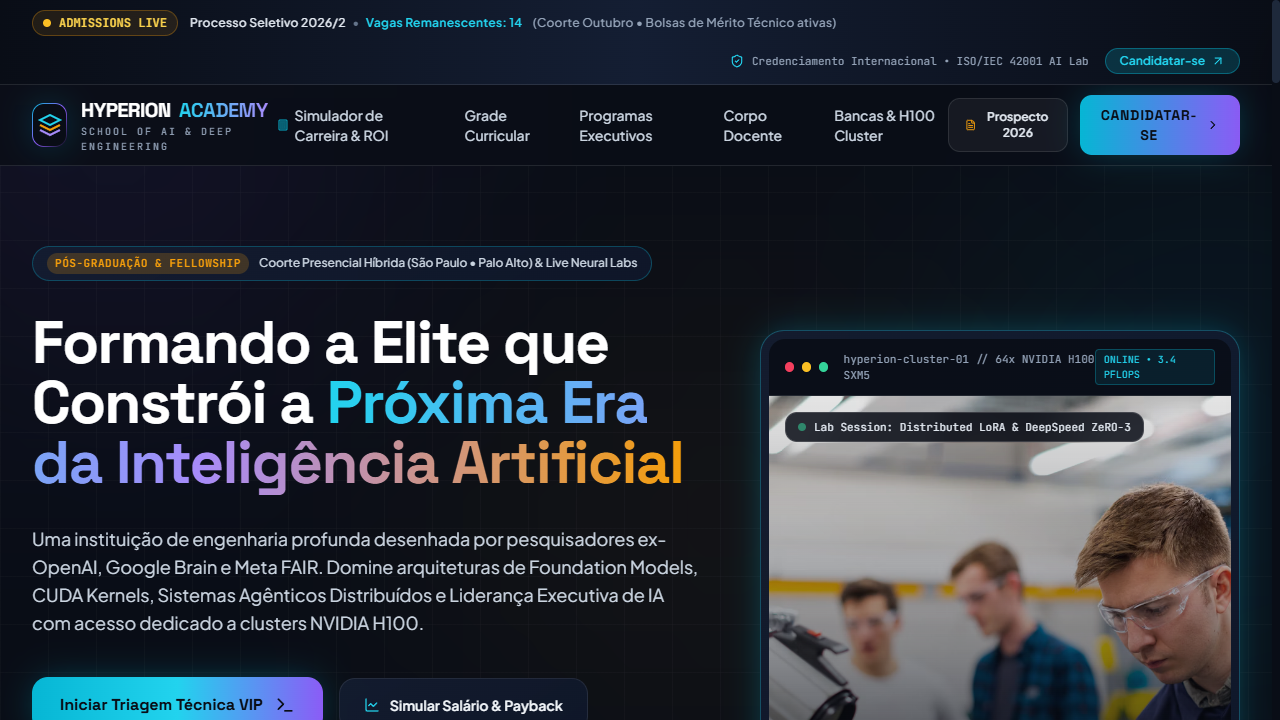 ADMISSIONS LIVE Processo Seletivo 2026/2 • Vagas Remanescentes: 14 (Coorte Outubro • Bolsas de Mérito Técnico ativas)
Credenciamento Internacional • ISO/IEC 42001 AI Lab Candidatar-se
HYPERION ACADEMY
SCHOOL OF AI & DEEP
ENGINEERING
Simulador de
Carreira & ROI
Grade
Curricular
Programas
Executivos
Corpo
Docente
Bancas & H100
Cluster
Prospecto
2026
CANDIDATAR-
SE
PÓS-GRADUAÇÃO & FELLOWSHIP Coorte Presencial Híbrida (São Paulo • Palo Alto) & Live Neural Labs
Formando a Elite que
Constrói a Próxima Era
da Inteligência Artificial
Uma instituição de engenharia profunda desenhada por pesquisadores ex-
OpenAI, Google Brain e Meta FAIR. Domine arquiteturas de Foundation Models,
CUDA Kernels, Sistemas Agênticos Distribuídos e Liderança Executiva de IA
com acesso dedicado a clusters NVIDIA H100.
Iniciar Triagem Técnica VIP
Simular Salário & Payback
hyperion-cluster-01 // 64x NVIDIA H100
SXM5
ONLINE • 3.4
PFLOPS
Lab Session: Distributed LoRA & DeepSpeed ZeRO-3